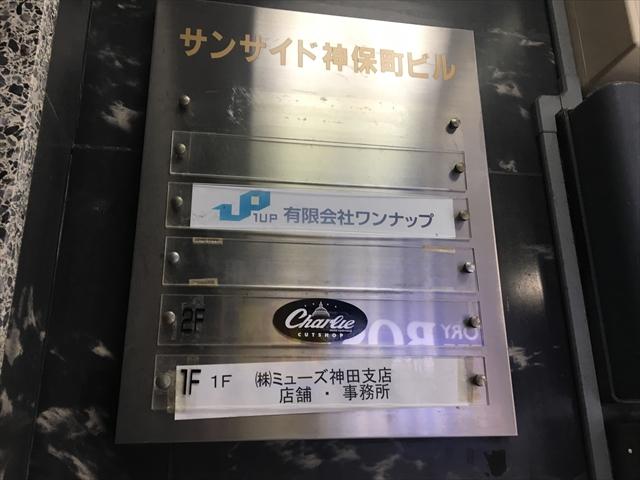 サンサイド神保町ビル
1UP 有限会社ワンナップ
2F Charlie
CUTSHOP
1F 1F (株)ミューズ神田支店
店舗・事務所